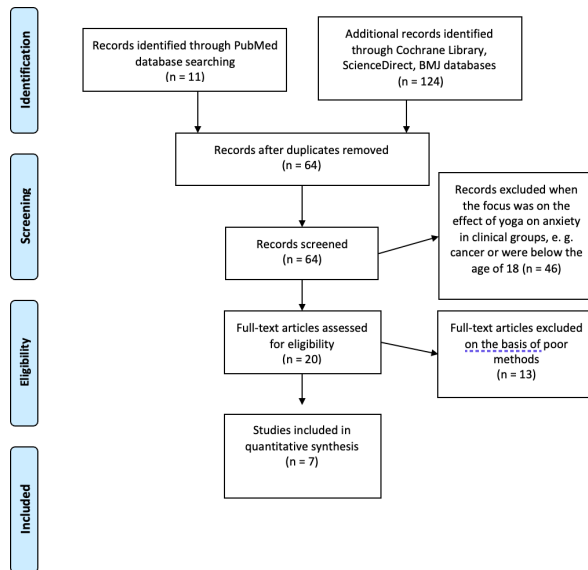 Identification
Records identified through PubMed
database searching
(n = 11)
Additional records identified
through Cochrane Library,
ScienceDirect, BMJ databases
(n = 124)
Records after duplicates removed
(n = 64)
Screening
Records screened
(n = 64)
Records excluded when
the focus was on the
effect of yoga on anxiety
in clinical groups, e. g.
cancer or were below the
age of 18 (n = 46)
Eligibility
Full-text articles assessed
for eligibility
(n = 20)
Full-text articles excluded
on the basis of poor
methods
(n = 13)
Included
Studies included in
quantitative synthesis
(n = 7)